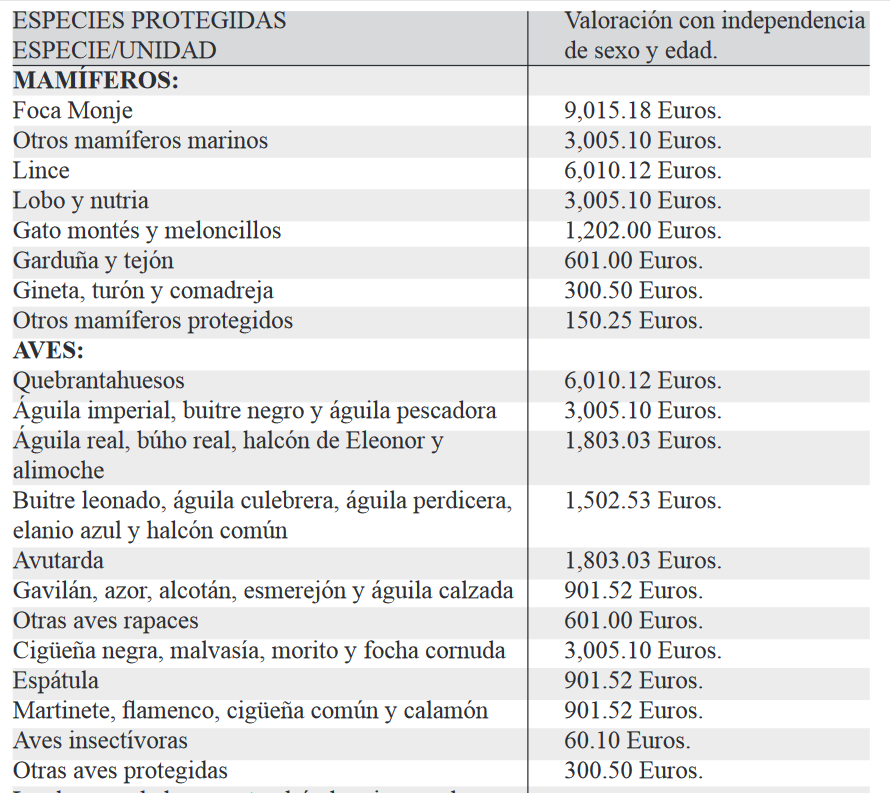 ESPECIES PROTEGIDAS Valoración con independencia
ESPECIE/UNIDAD de sexo y edad.
MAMÍFEROS:
Foca Monje 9,015.18 Euros.
Otros mamíferos marinos 3,005.10 Euros.
Lince 6,010.12 Euros.
Lobo y nutria 3,005.10 Euros.
Gato montés y meloncillos 1,202.00 Euros.
Garduña y tejón 601.00 Euros.
Gineta, turón y comadreja 300.50 Euros.
Otros mamíferos protegidos 150.25 Euros.
AVES:
Quebrantahuesos 6,010.12 Euros.
Águila imperial, buitre negro y águila pescadora 3,005.10 Euros.
Águila real, búho real, halcón de Eleonor y 1,803.03 Euros.
alimoche
Buitre leonado, águila culebrera, águila perdicera, 1,502.53 Euros.
elanio azul y halcón común
Avutarda 1,803.03 Euros.
Gavilán, azor, alcotán, esmerejón y águila calzada 901.52 Euros.
Otras aves rapaces 601.00 Euros.
Cigüeña negra, malvasía, morito y focha cornuda 3,005.10 Euros.
Espátula 901.52 Euros.
Martinete, flamenco, cigüeña común y calamón 901.52 Euros.
Aves insectívoras 60.10 Euros.
Otras aves protegidas 300.50 Euros.